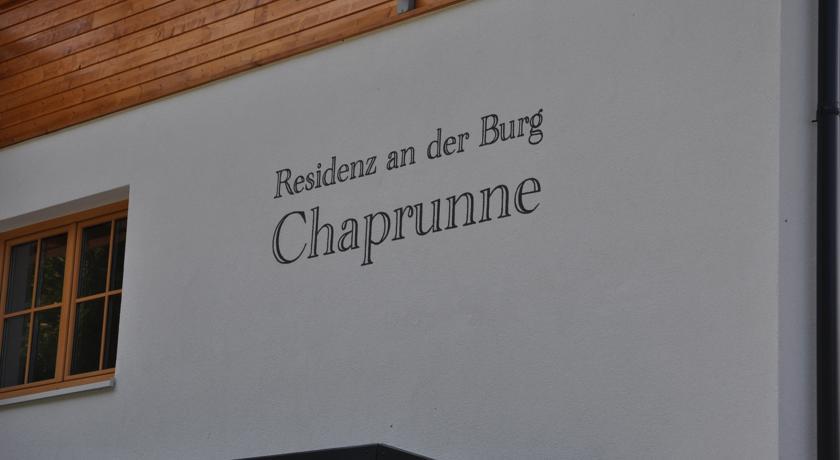 Residenz an der Burg
Chaprunne